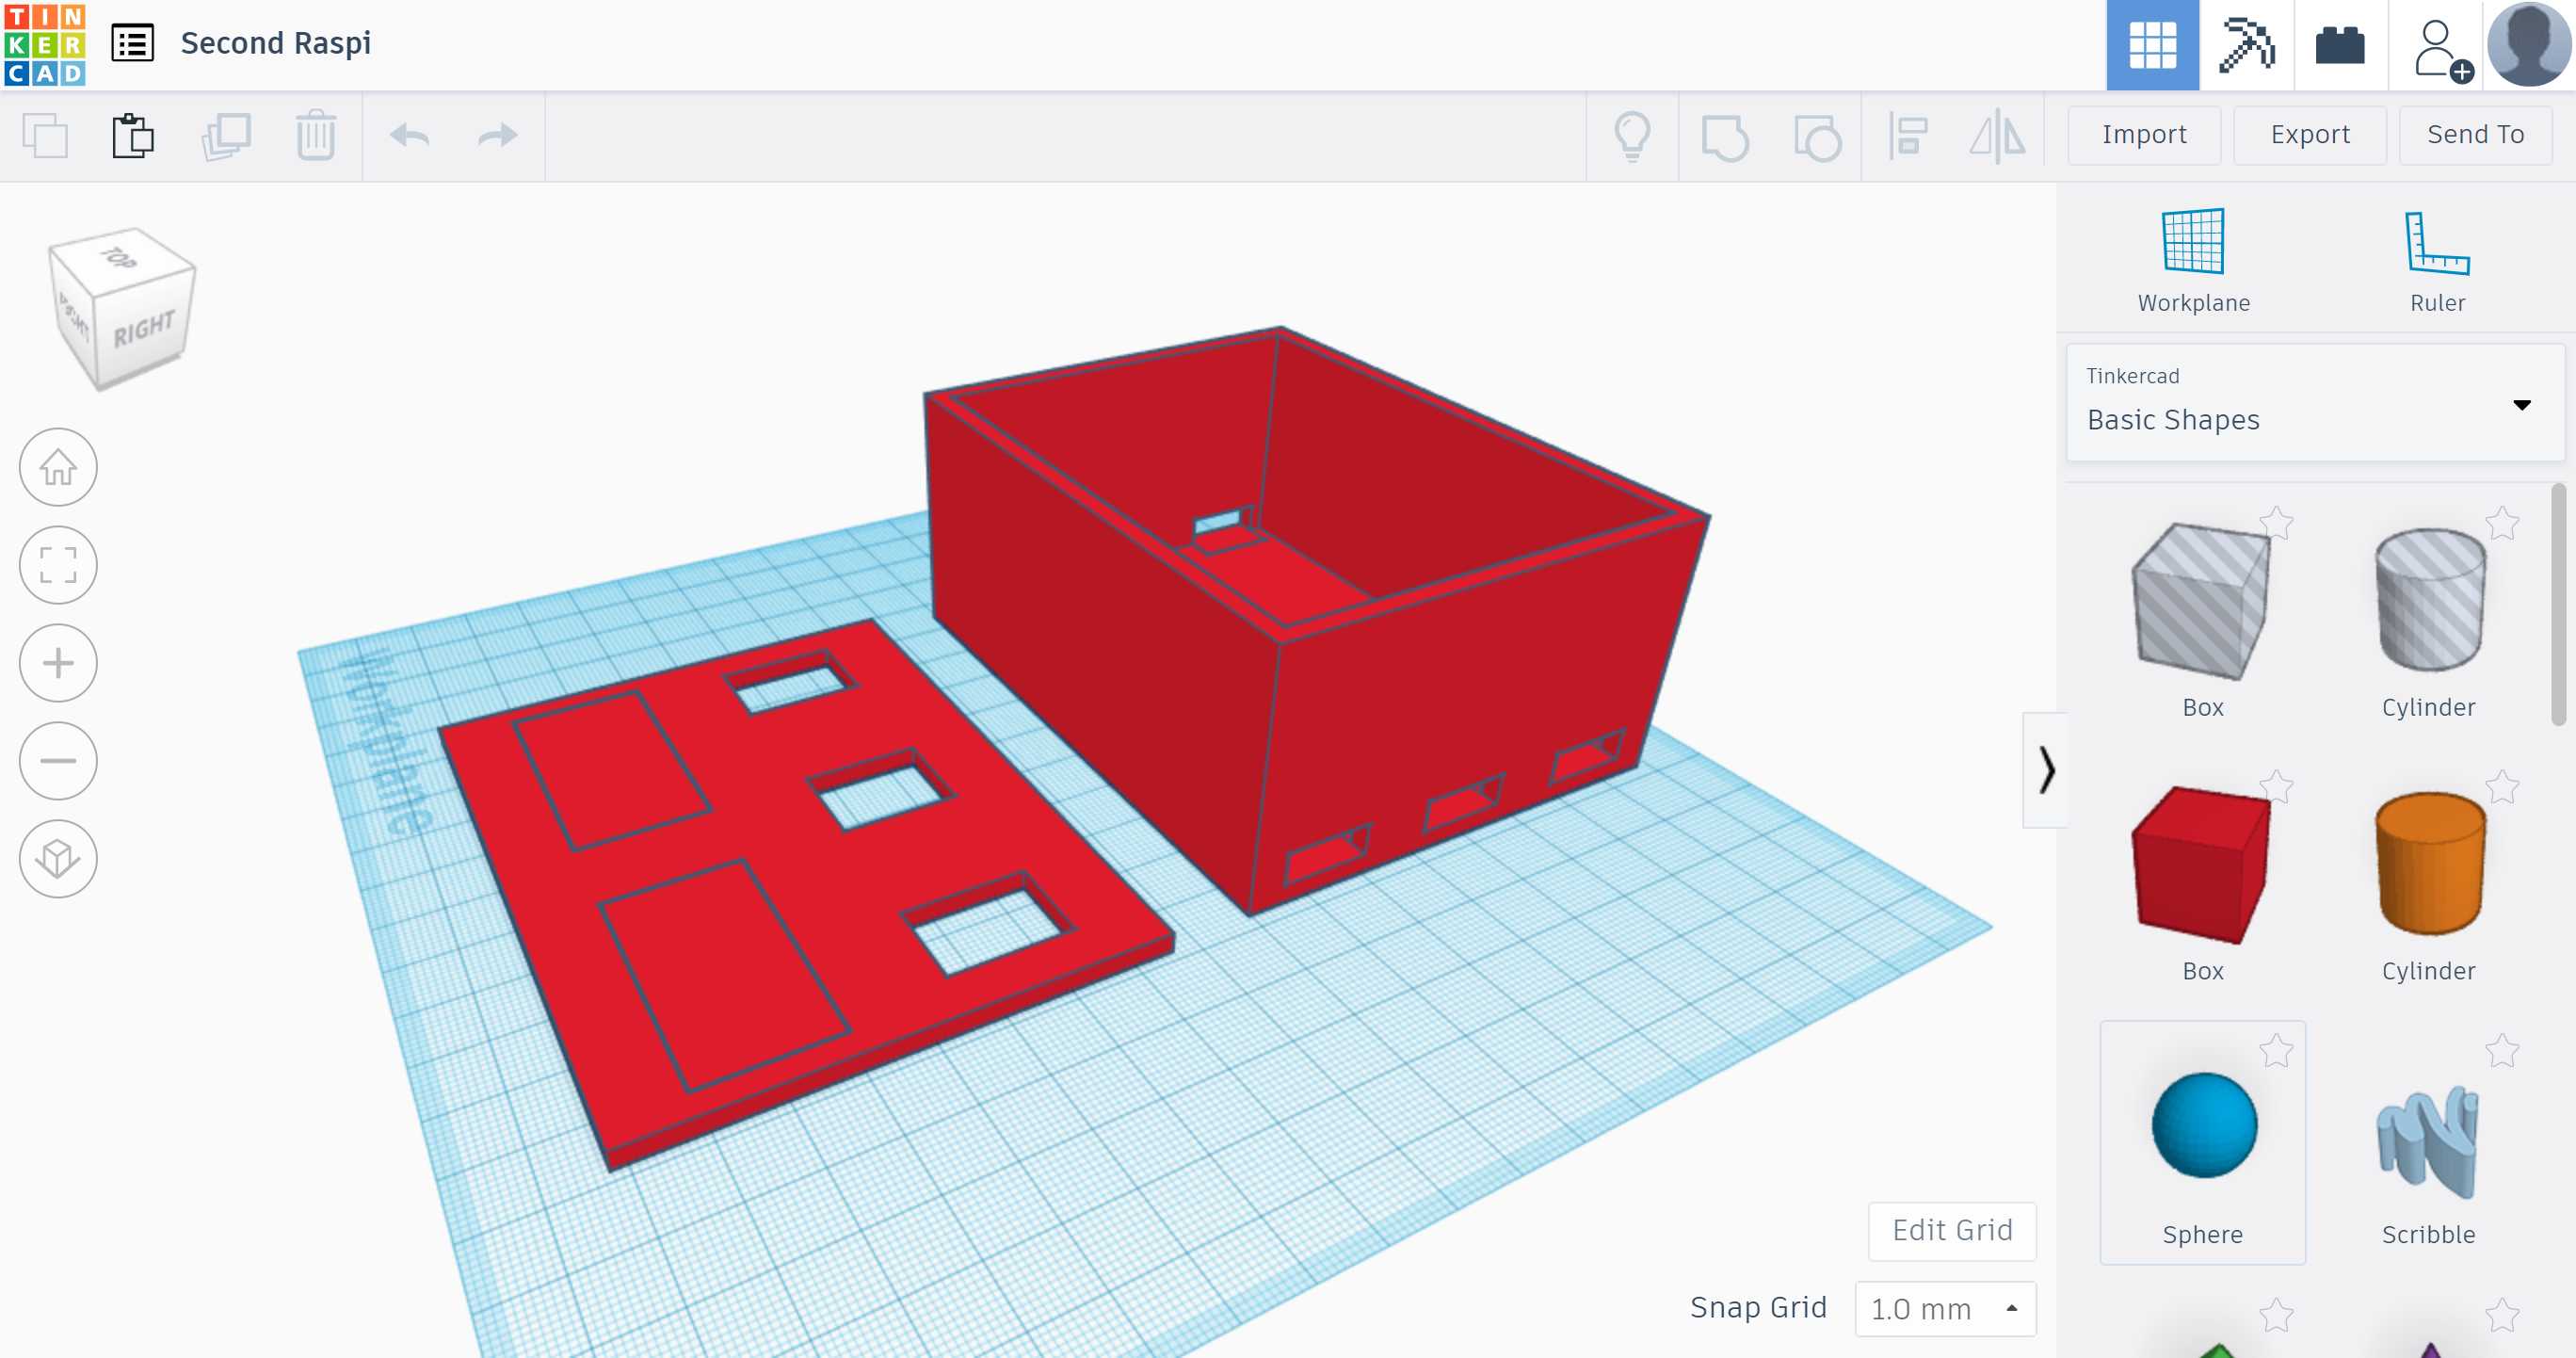 TIN
KER
CAD
Second Raspi
Import
Export
Send To
TOP
RIGHT
Workplane
Ruler
Tinkercad
Basic Shapes
Box
Cylinder
Box
Cylinder
Sphere
Scribble
Workplane
Edit Grid
Snap Grid
1.0 mm